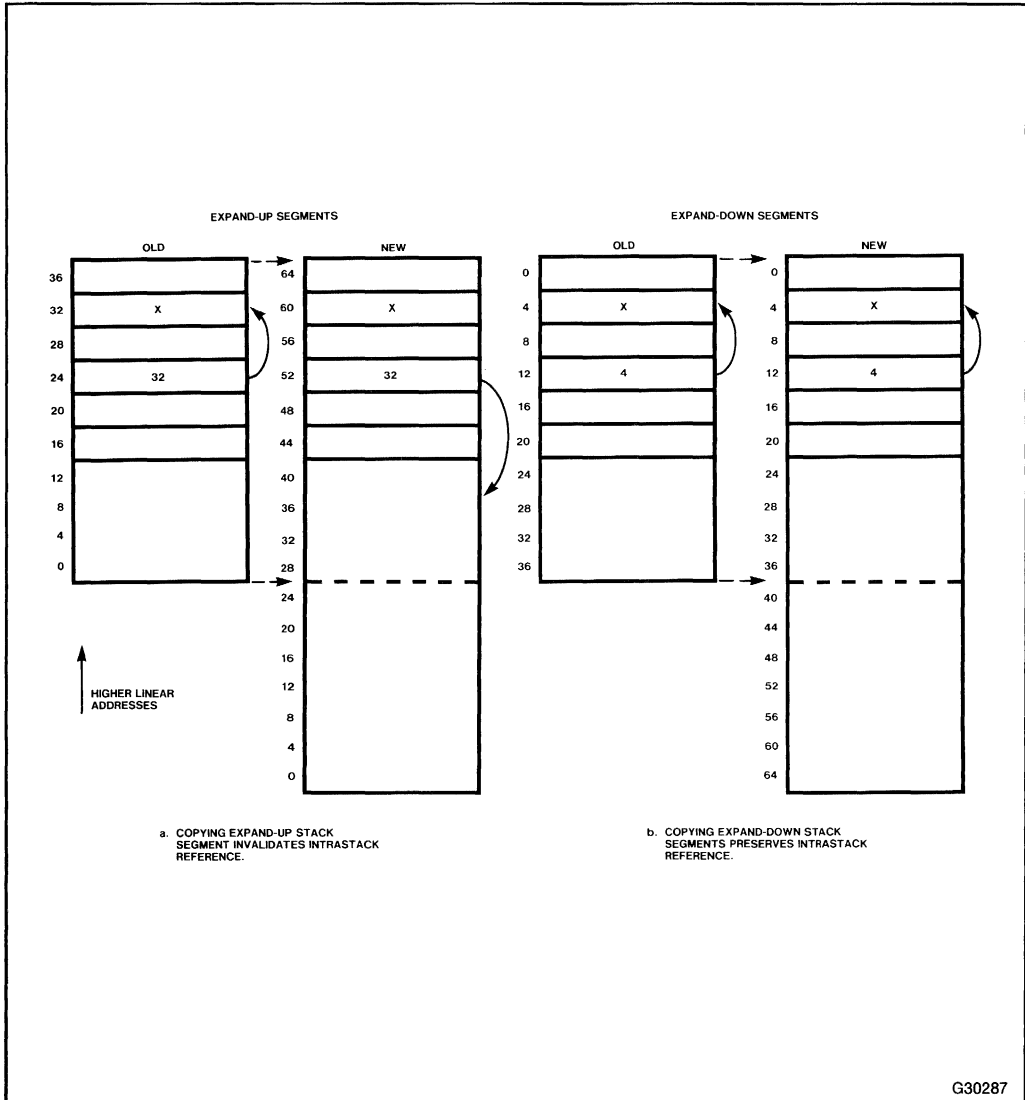 EXPAND-UP SEGMENTS
EXPAND-DOWN SEGMENTS
OLD
36
32 X
28
24 32
20
16
12
8
4
0
NEW
64
60 X
56
52 32
48
44
40
36
32
28
24
20
16
12
8
4
0
OLD
0
4 X
8
12 4
16
20
24
28
32
36
NEW
0
4 X
8
12 4
16
20
24
28
32
36
40
44
48
52
56
60
64
HIGHER LINEAR
ADDRESSES
a. COPYING EXPAND-UP STACK
SEGMENT INVALIDATES INTRASTACK
REFERENCE.
b. COPYING EXPAND-DOWN STACK
SEGMENTS PRESERVES INTRASTACK
REFERENCE.
G30287